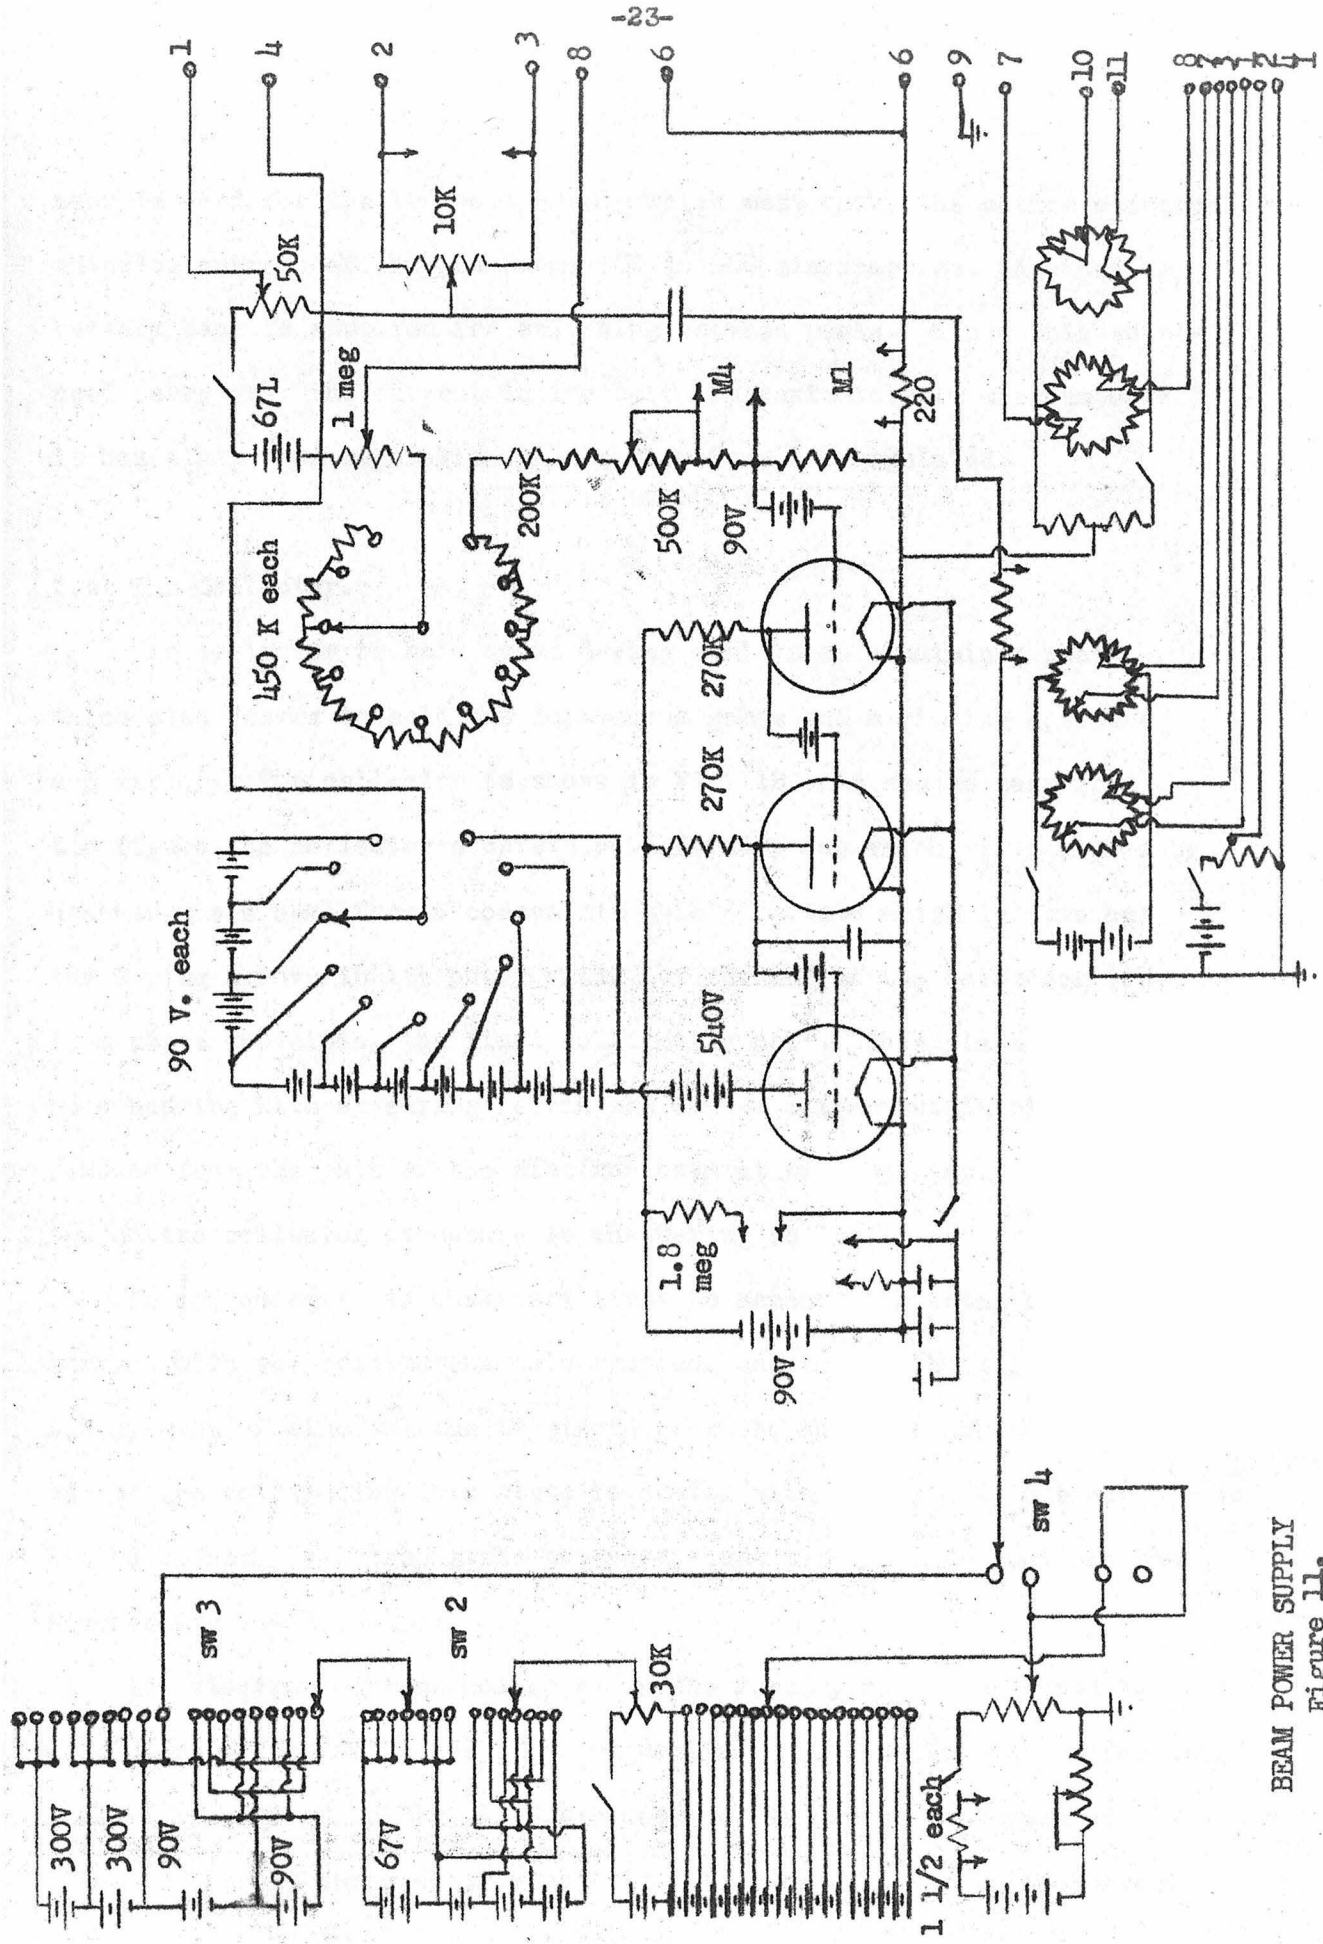 -23-
1
4
2
3
8
6
6
9
7
10
11
8
7
3
2
1
50K
10K
67L
1 meg
450 K each
200K
500K
90V
M4
M1
220
90 V. each
270K
270K
540V
1.8
meg
90V
sw 3
sw 2
sw 4
300V
300V
90V
90V
67V
30K
1 1/2 each
BEAM POWER SUPPLY
Figure 11.